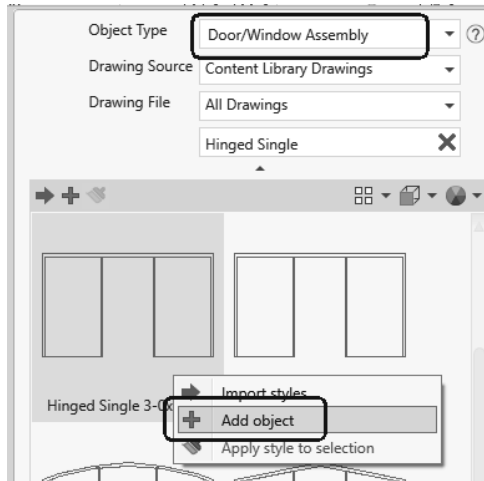 Object Type Door/Window Assembly
Drawing Source Content Library Drawings
Drawing File All Drawings
Hinged Single
Hinged Single 3-0x
Import styles
Add object
Apply style to selection